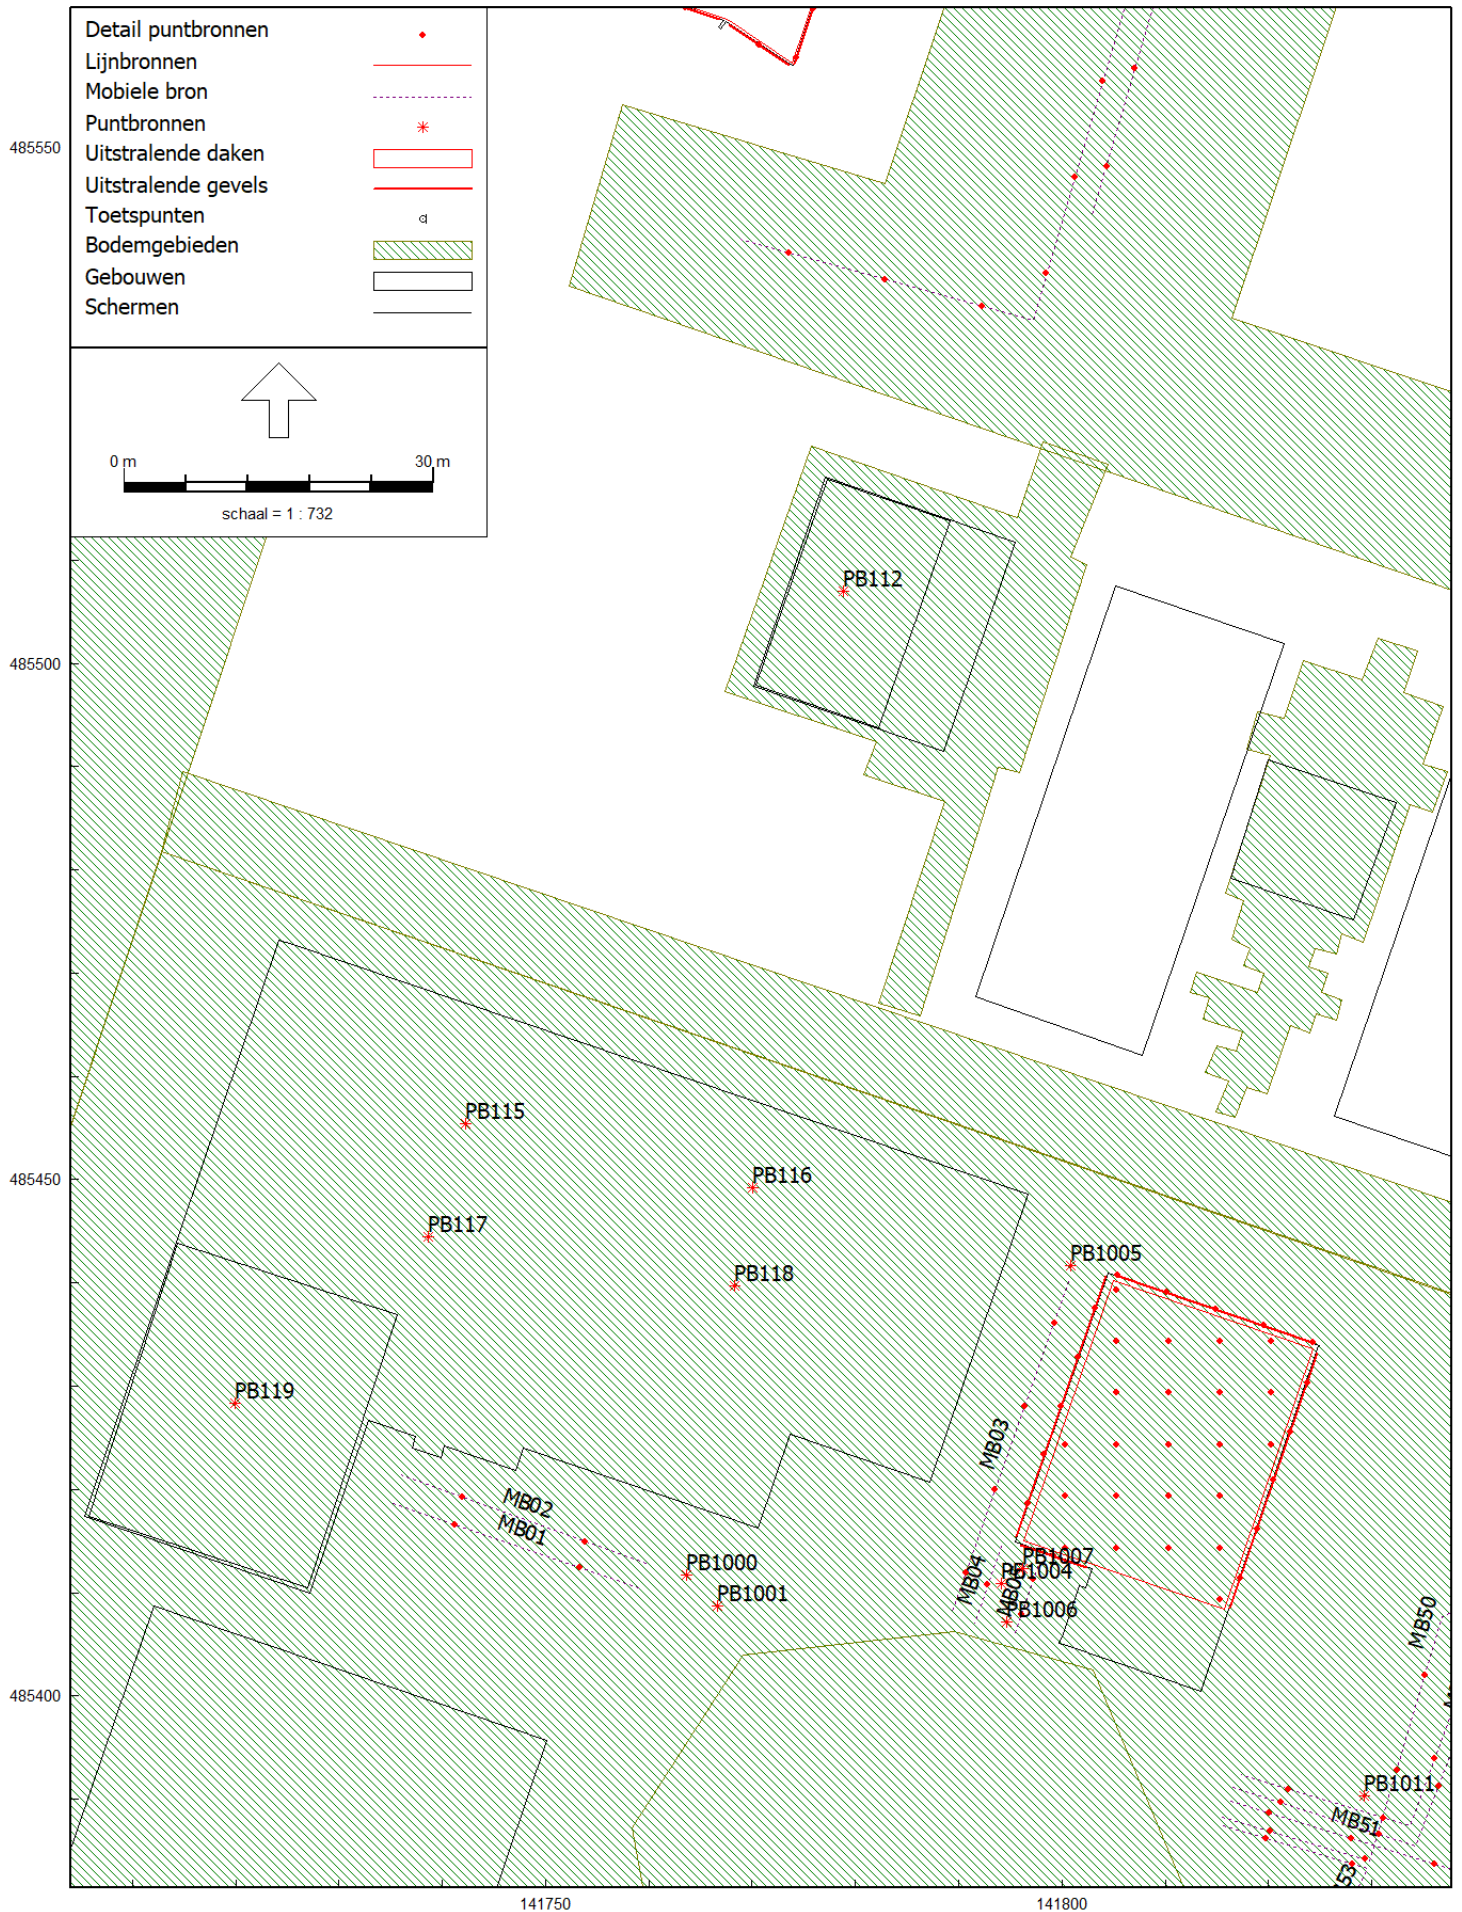 Detail puntbronnen
Lijnbronnen
Mobiele bron
Puntbronnen
Uitstralende daken
Uitstralende gevels
Toetspunten
Bodemgebieden
Gebouwen
Schermen
0 m 30 m
schaal = 1 : 732
485550
485500
485450
485400
PB112
PB115
PB116
PB117
PB118
PB1005
PB119
MB03
MB02
MB01
PB1000
PB1001
MB04
PB1007
PB1004
PB1006
MB50
PB1011
MB51
53
141750
141800